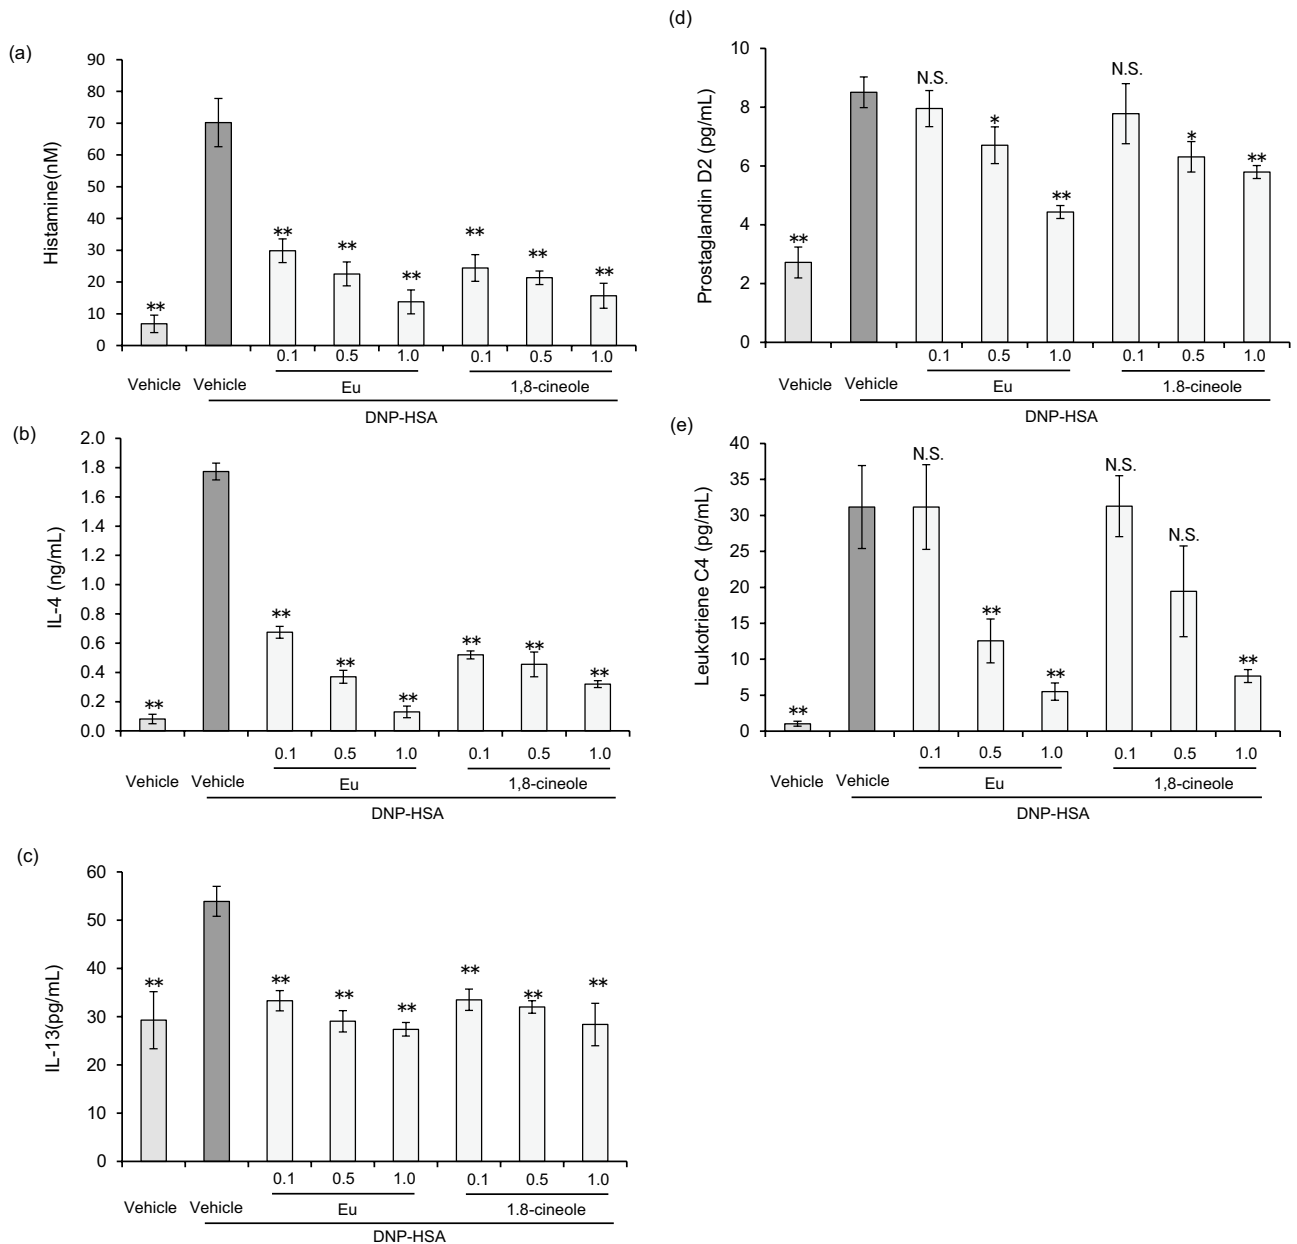 (a)
Histamine(nM)
90
80
70
60
50
40
30
20
10
0
** ** ** ** ** ** **
0.1 0.5 1.0 0.1 0.5 1.0
Vehicle Vehicle Eu 1,8-cineole
DNP-HSA
(b)
IL-4 (ng/mL)
2.0
1.8
1.6
1.4
1.2
1.0
0.8
0.6
0.4
0.2
0.0
** ** ** ** ** ** **
0.1 0.5 1.0 0.1 0.5 1.0
Vehicle Vehicle Eu 1,8-cineole
DNP-HSA
(c)
IL-13(pg/mL)
60
50
40
30
20
10
0
** ** ** ** ** ** **
0.1 0.5 1.0 0.1 0.5 1.0
Vehicle Vehicle Eu 1.8-cineole
DNP-HSA
(d)
Prostaglandin D2 (pg/mL)
10
8
6
4
2
0
** N.S. * ** N.S. * **
0.1 0.5 1.0 0.1 0.5 1.0
Vehicle Vehicle Eu 1.8-cineole
DNP-HSA
(e)
Leukotriene C4 (pg/mL)
40
35
30
25
20
15
10
5
0
** N.S. ** ** N.S. N.S. **
0.1 0.5 1.0 0.1 0.5 1.0
Vehicle Vehicle Eu 1,8-cineole
DNP-HSA